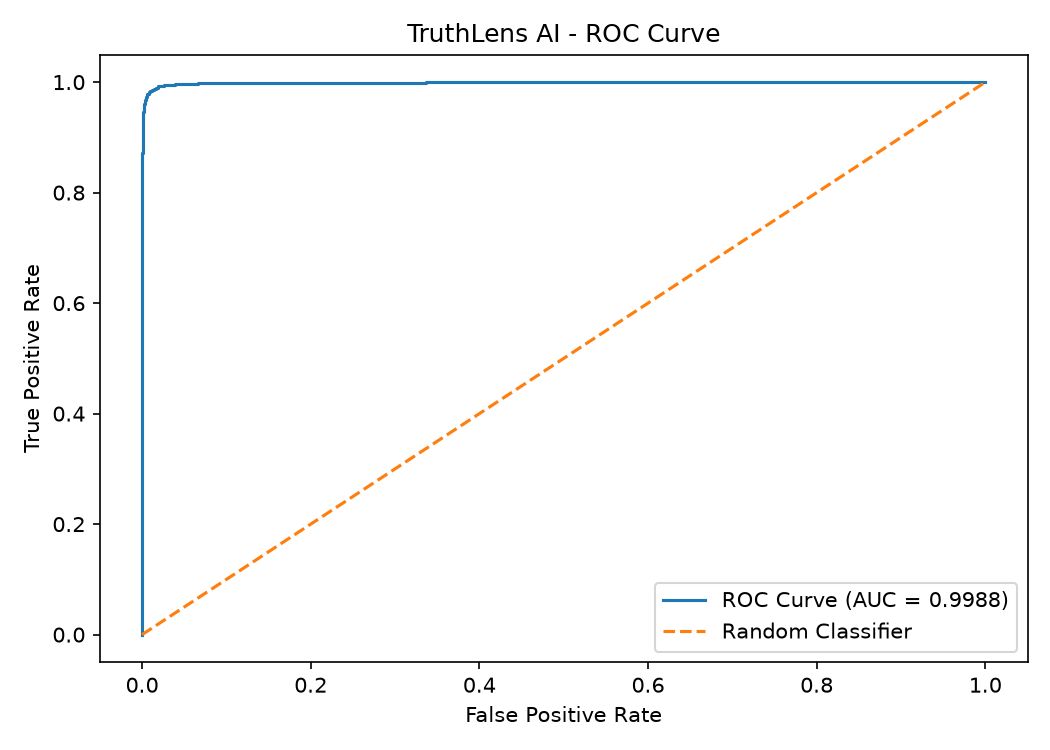 TruthLens AI - ROC Curve
True Positive Rate
1.0
0.8
0.6
0.4
0.2
0.0
ROC Curve (AUC = 0.9988)
Random Classifier
0.0 0.2 0.4 0.6 0.8 1.0
False Positive Rate